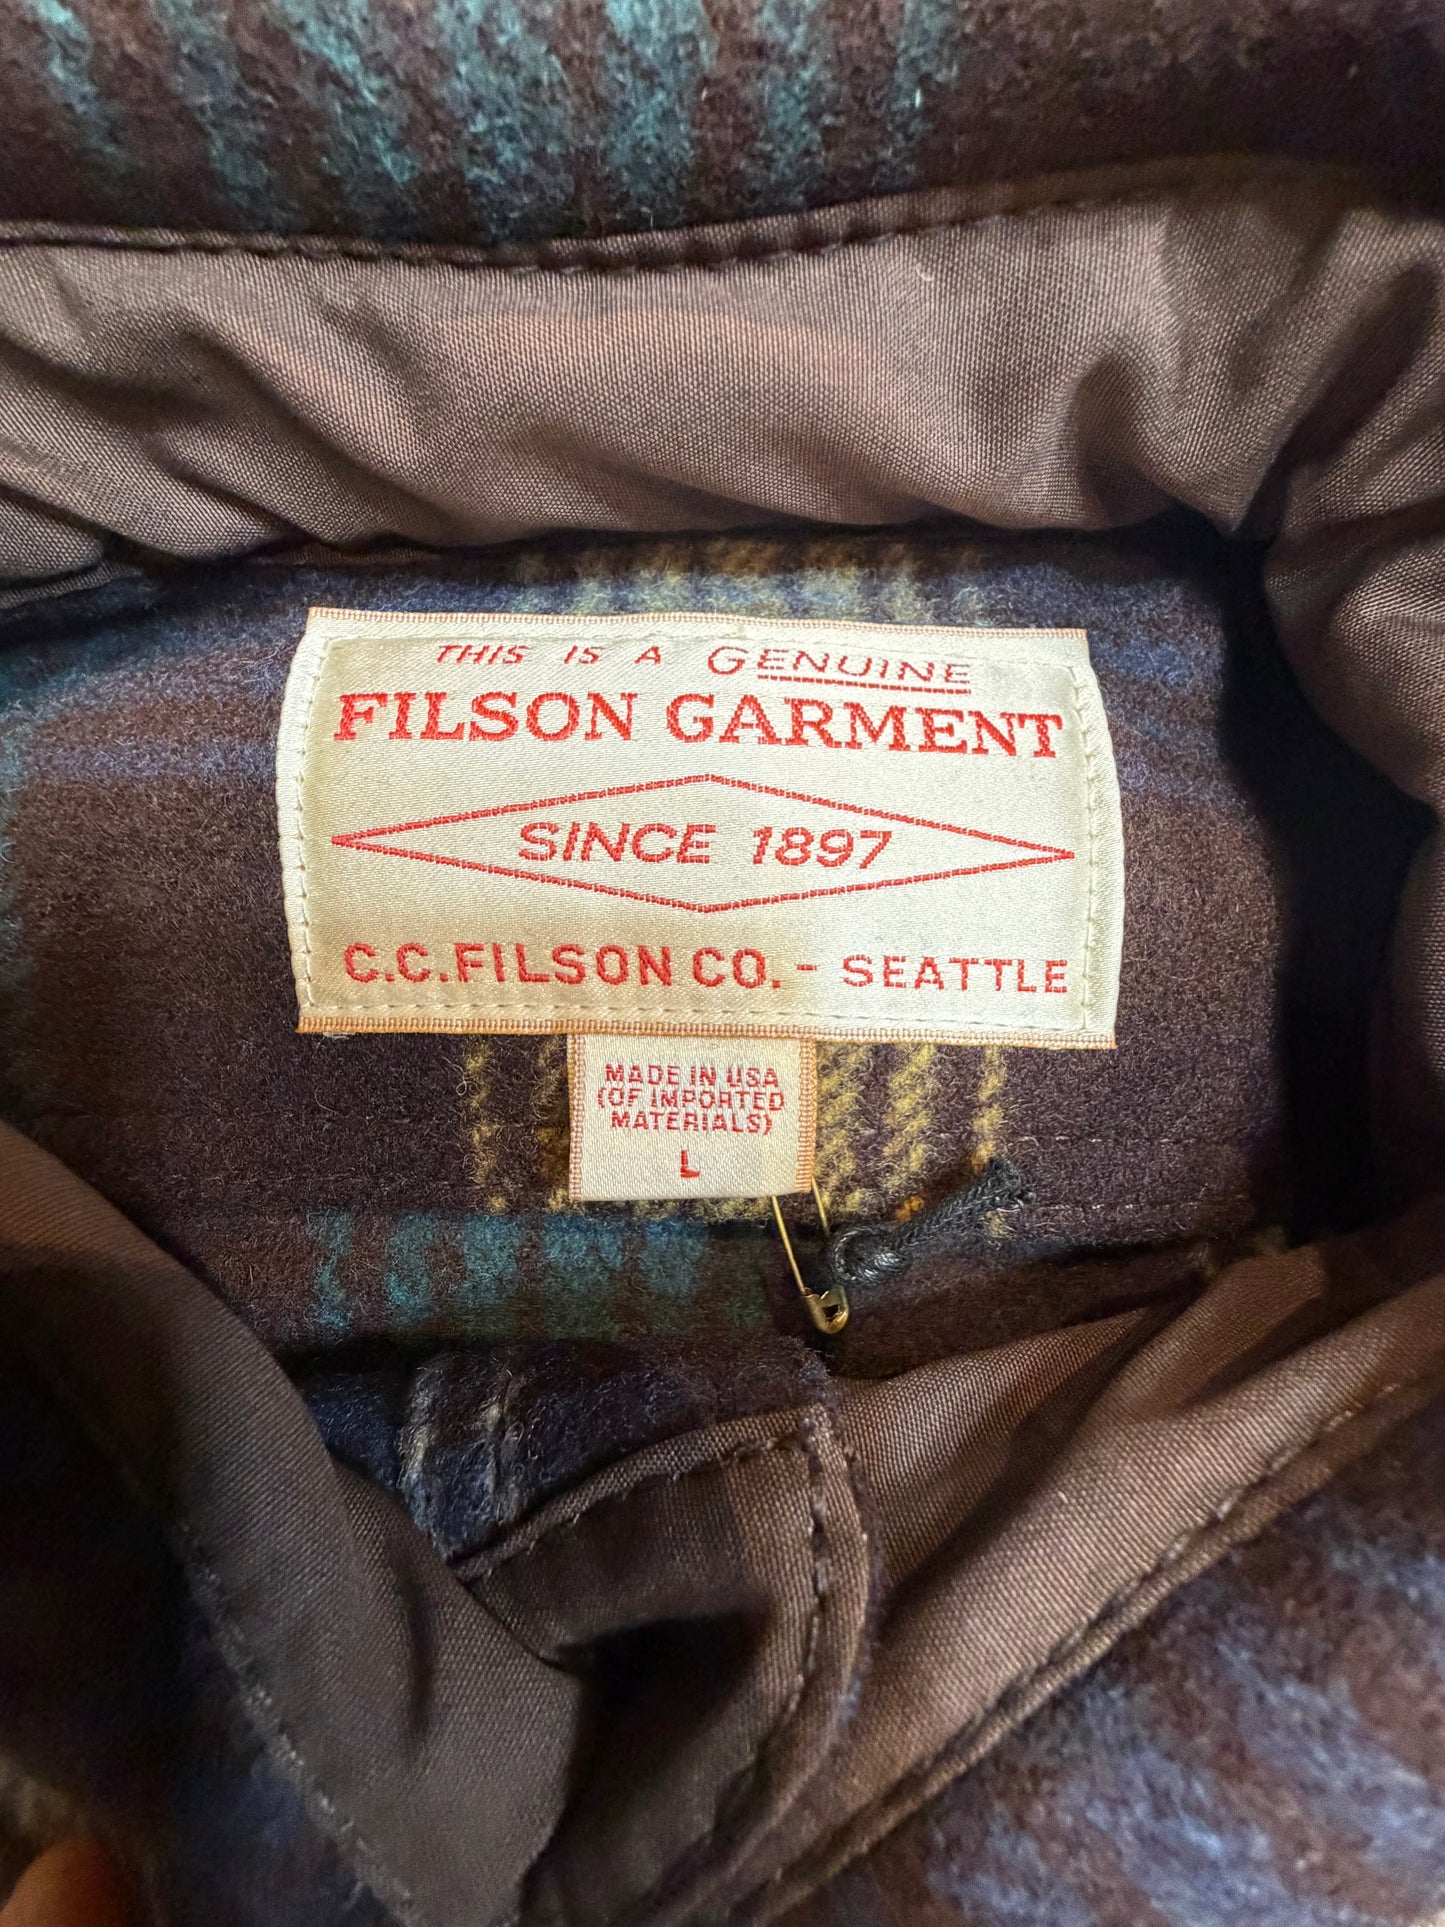 THIS IS A GENUINE
FILSON GARMENT
SINCE 1897
C.C.FILSON CO. - SEATTLE
MADE IN USA
(OF IMPORTED
MATERIALS)
L